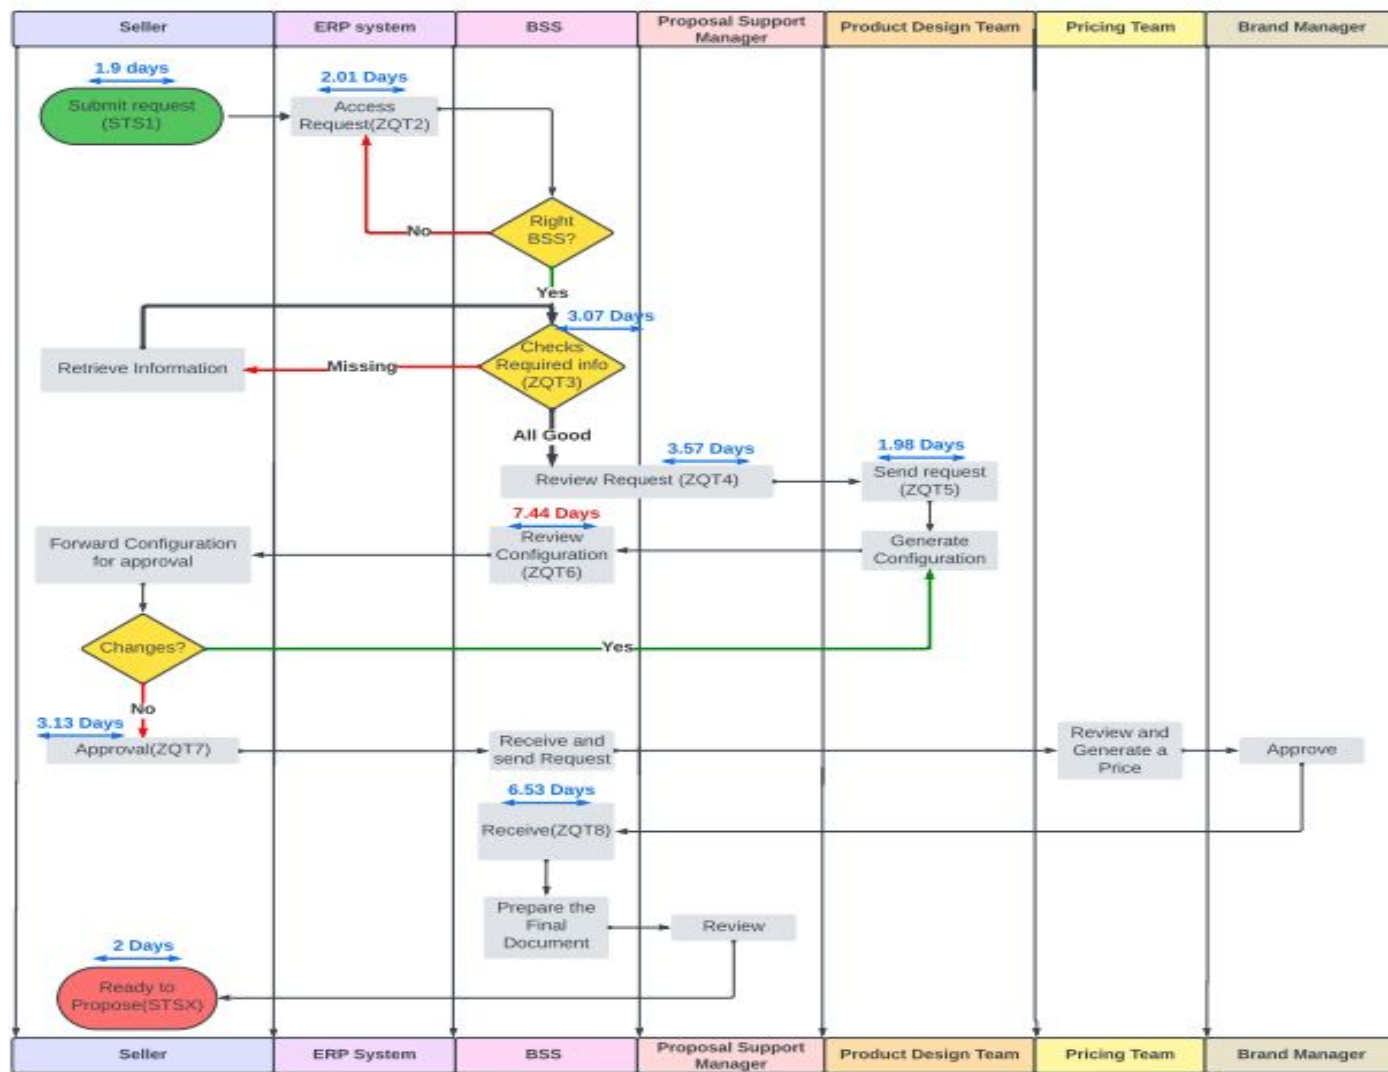 Seller
ERP system
BSS
Proposal Support
Manager
Product Design Team
Pricing Team
Brand Manager
1.9 days
Submit request
(STS1)
2.01 Days
Access
Request(ZQT2)
Right
BSS?
No
Yes
3.07 Days
Checks
Required info
(ZQT3)
Missing
Retrieve Information
All Good
3.57 Days
Review Request (ZQT4)
1.98 Days
Send request
(ZQT5)
7.44 Days
Review
Configuration
(ZQT6)
Generate
Configuration
Forward Configuration
for approval
Changes?
Yes
No
3.13 Days
Approval(ZQT7)
Receive and
send Request
Review and
Generate a
Price
Approve
6.53 Days
Receive(ZQT8)
Prepare the
Final
Document
Review
2 Days
Ready to
Propose(STSX)
Seller
ERP System
BSS
Proposal Support
Manager
Product Design Team
Pricing Team
Brand Manager